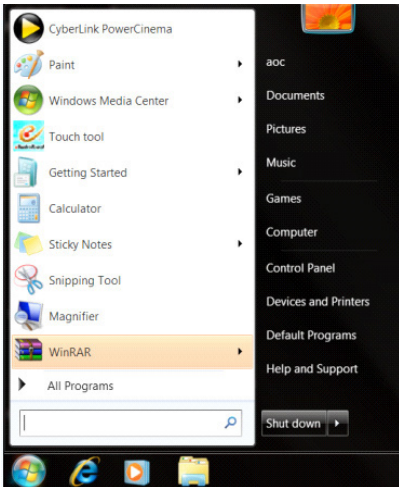 CyberLink PowerCinema
Paint
Windows Media Center
Touch tool
Getting Started
Calculator
Sticky Notes
Snipping Tool
Magnifier
WinRAR
All Programs
aoc
Documents
Pictures
Music
Games
Computer
Control Panel
Devices and Printers
Default Programs
Help and Support
Shut down